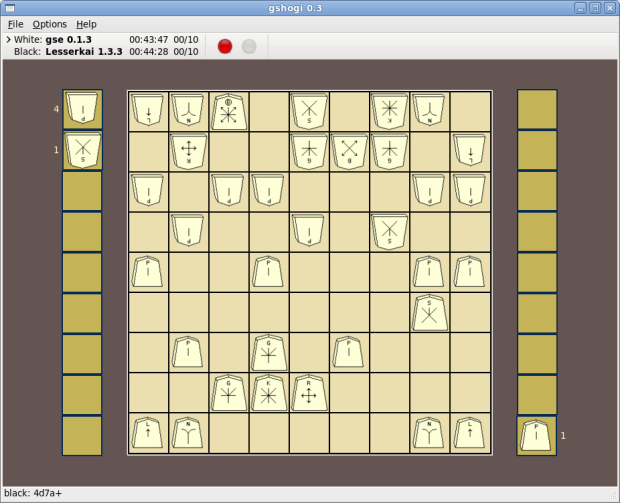 gshogi 0.3
File Options Help
White: gse 0.1.3 00:43:47 00/10
Black: Lesserkai 1.3.3 00:44:28 00/10
4 P L N B S K N
1 S R G B G L
P P P P P
P P S
P P P P
S
P G P
G K R
L N N L P 1
black: 4d7a+